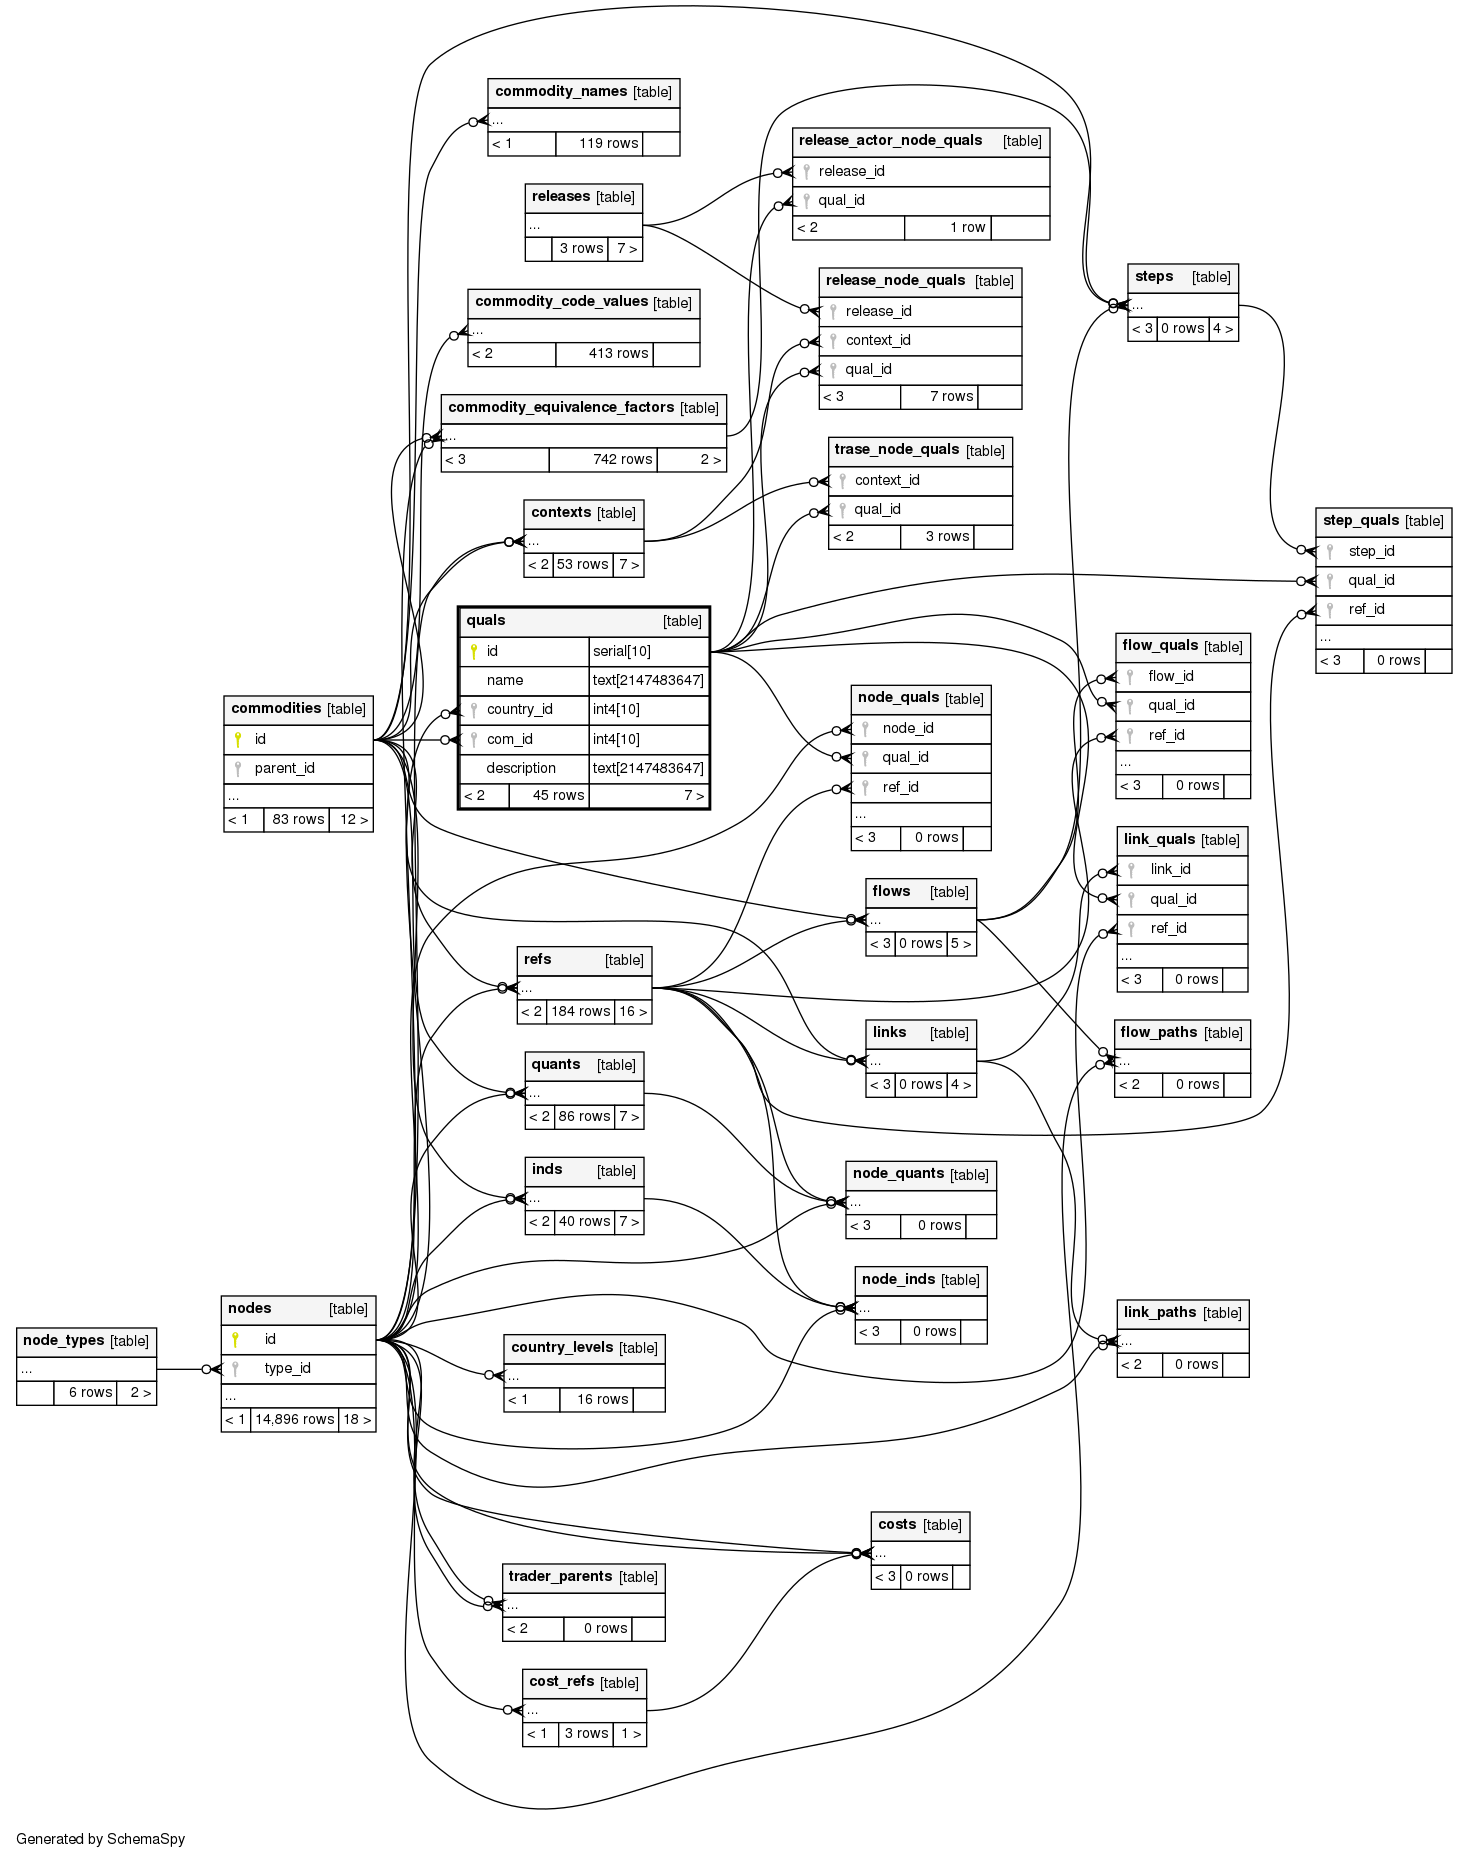 commodity_names [table]
...
< 1 119 rows
release_actor_node_quals [table]
release_id
qual_id
< 2 1 row
releases [table]
...
3 rows 7 >
release_node_quals [table]
release_id
context_id
qual_id
< 3 7 rows
steps [table]
...
< 3 0 rows 4 >
commodity_code_values [table]
...
< 2 413 rows
commodity_equivalence_factors [table]
...
< 3 742 rows 2 >
trase_node_quals [table]
context_id
qual_id
< 2 3 rows
contexts [table]
...
< 2 53 rows 7 >
step_quals [table]
step_id
qual_id
ref_id
...
< 3 0 rows
quals [table]
id serial[10]
name text[2147483647]
country_id int4[10]
com_id int4[10]
description text[2147483647]
< 2 45 rows 7 >
flow_quals [table]
flow_id
qual_id
ref_id
...
< 3 0 rows
commodities [table]
id
parent_id
...
< 1 83 rows 12 >
node_quals [table]
node_id
qual_id
ref_id
...
< 3 0 rows
link_quals [table]
link_id
qual_id
ref_id
...
< 3 0 rows
flows [table]
...
< 3 0 rows 5 >
refs [table]
...
< 2 184 rows 16 >
links [table]
...
< 3 0 rows 4 >
flow_paths [table]
...
< 2 0 rows
quants [table]
...
< 2 86 rows 7 >
inds [table]
...
< 2 40 rows 7 >
node_quants [table]
...
< 3 0 rows
node_inds [table]
...
< 3 0 rows
nodes [table]
id
type_id
...
< 1 14,896 rows 18 >
node_types [table]
...
6 rows 2 >
country_levels [table]
...
< 1 16 rows
link_paths [table]
...
< 2 0 rows
costs [table]
...
< 3 0 rows
trader_parents [table]
...
< 2 0 rows
cost_refs [table]
...
< 1 3 rows 1 >
Generated by SchemaSpy